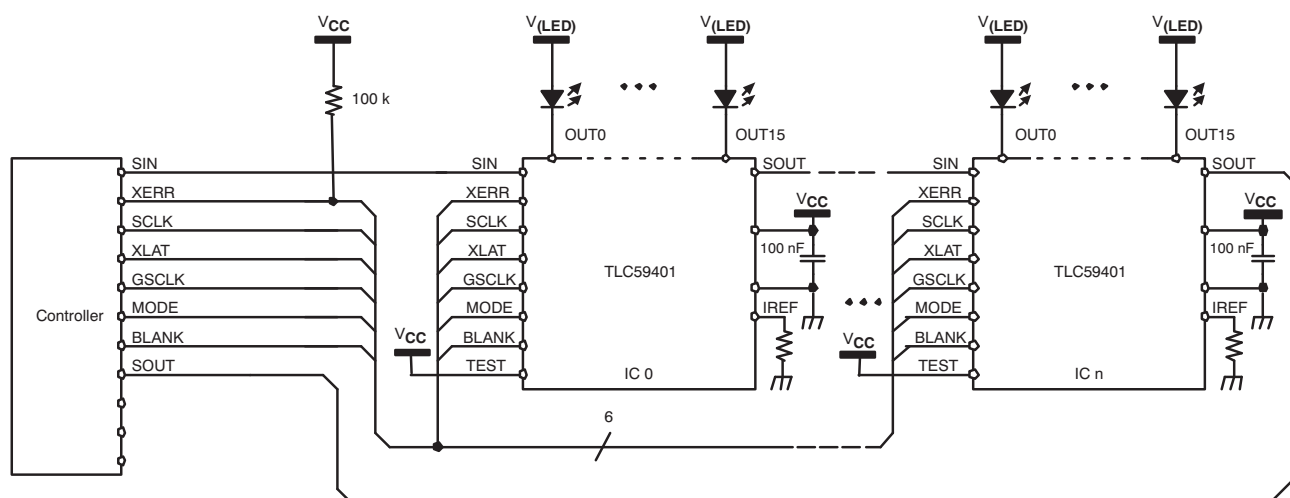 VCC
V(LED)
V(LED)
V(LED)
V(LED)
100 k
OUT0
OUT15
OUT0
OUT15
SIN
SIN
SOUT
SIN
SOUT
XERR
XERR
VCC
XERR
VCC
SCLK
SCLK
SCLK
100 nF
100 nF
XLAT
XLAT
TLC59401
XLAT
TLC59401
GSCLK
GSCLK
GSCLK
Controller
MODE
MODE
IREF
MODE
IREF
BLANK
VCC
BLANK
VCC
BLANK
SOUT
TEST
IC 0
TEST
IC n
6